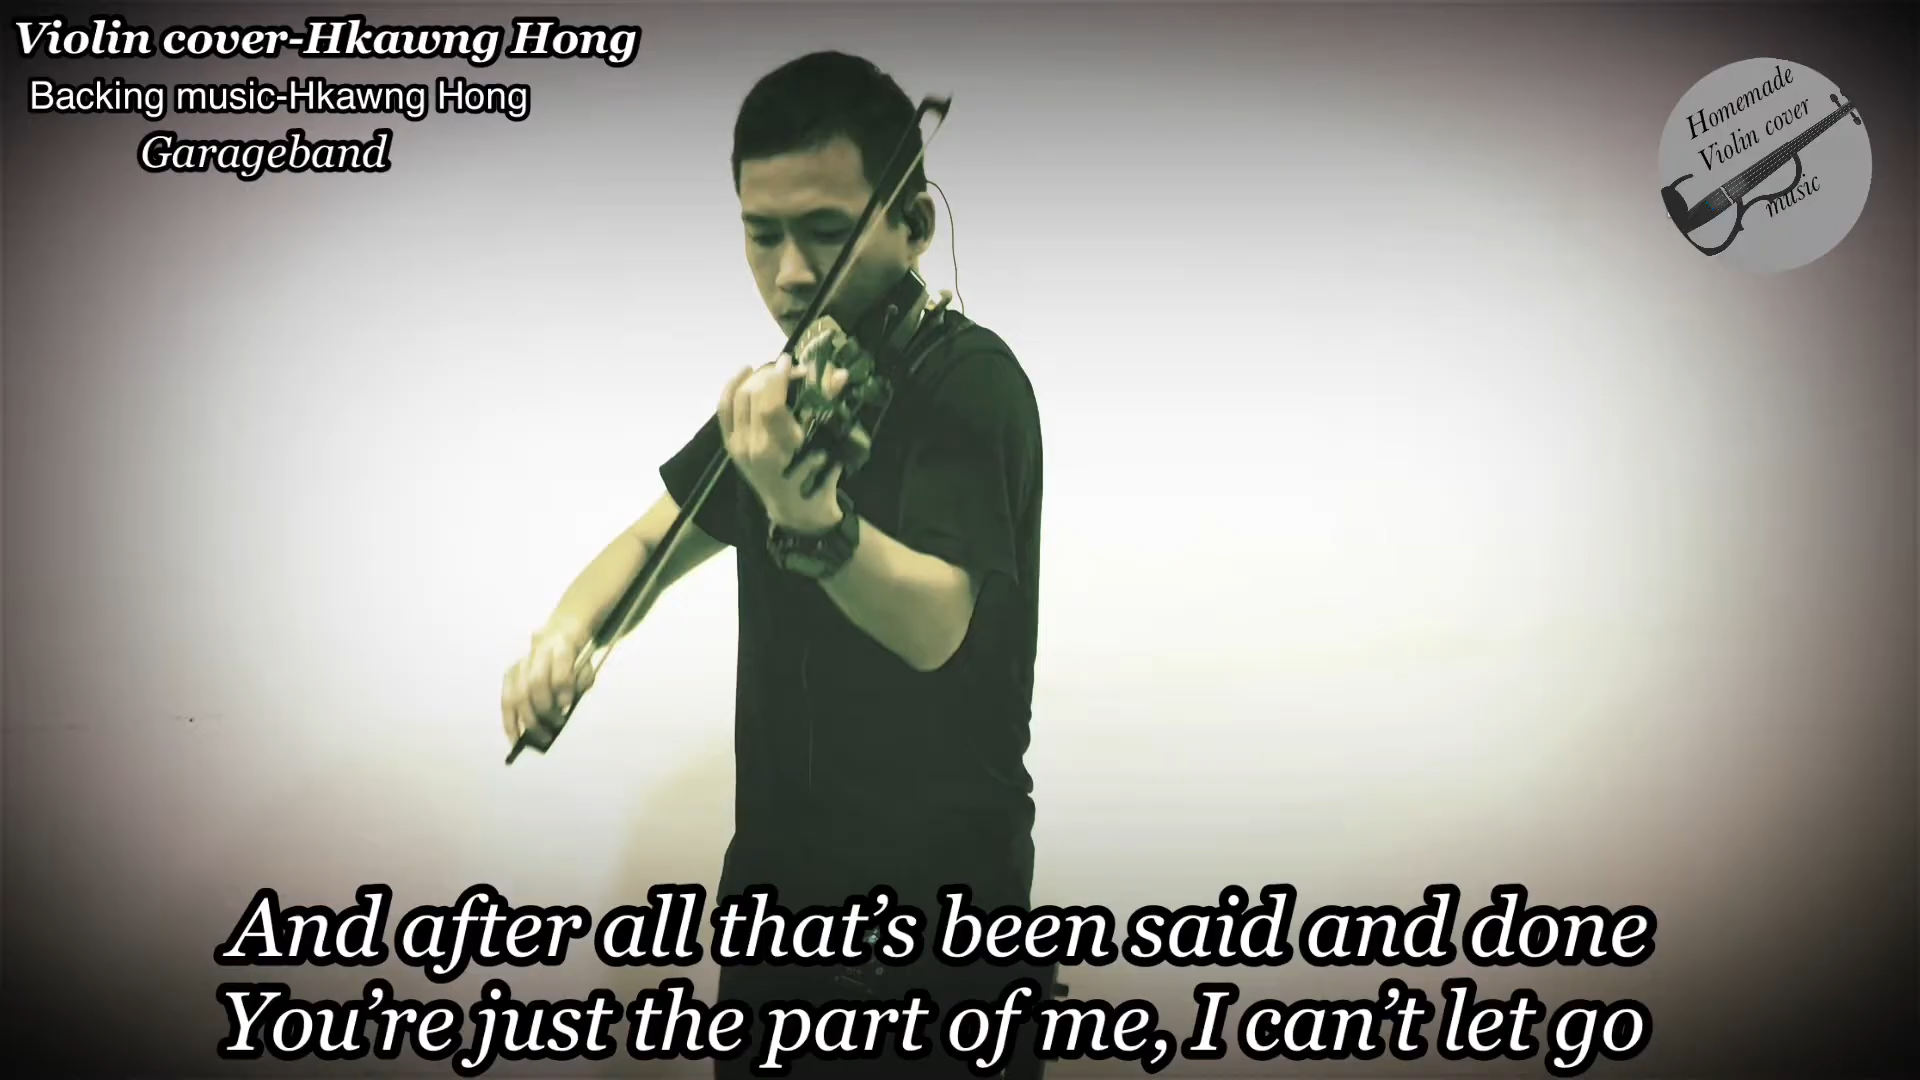 Violin cover-Hkawng Hong
Backing music-Hkawng Hong
Garageband
Homemade
Violin cover
music
And after all that’s been said and done
You’re just the part of me, I can’t let go